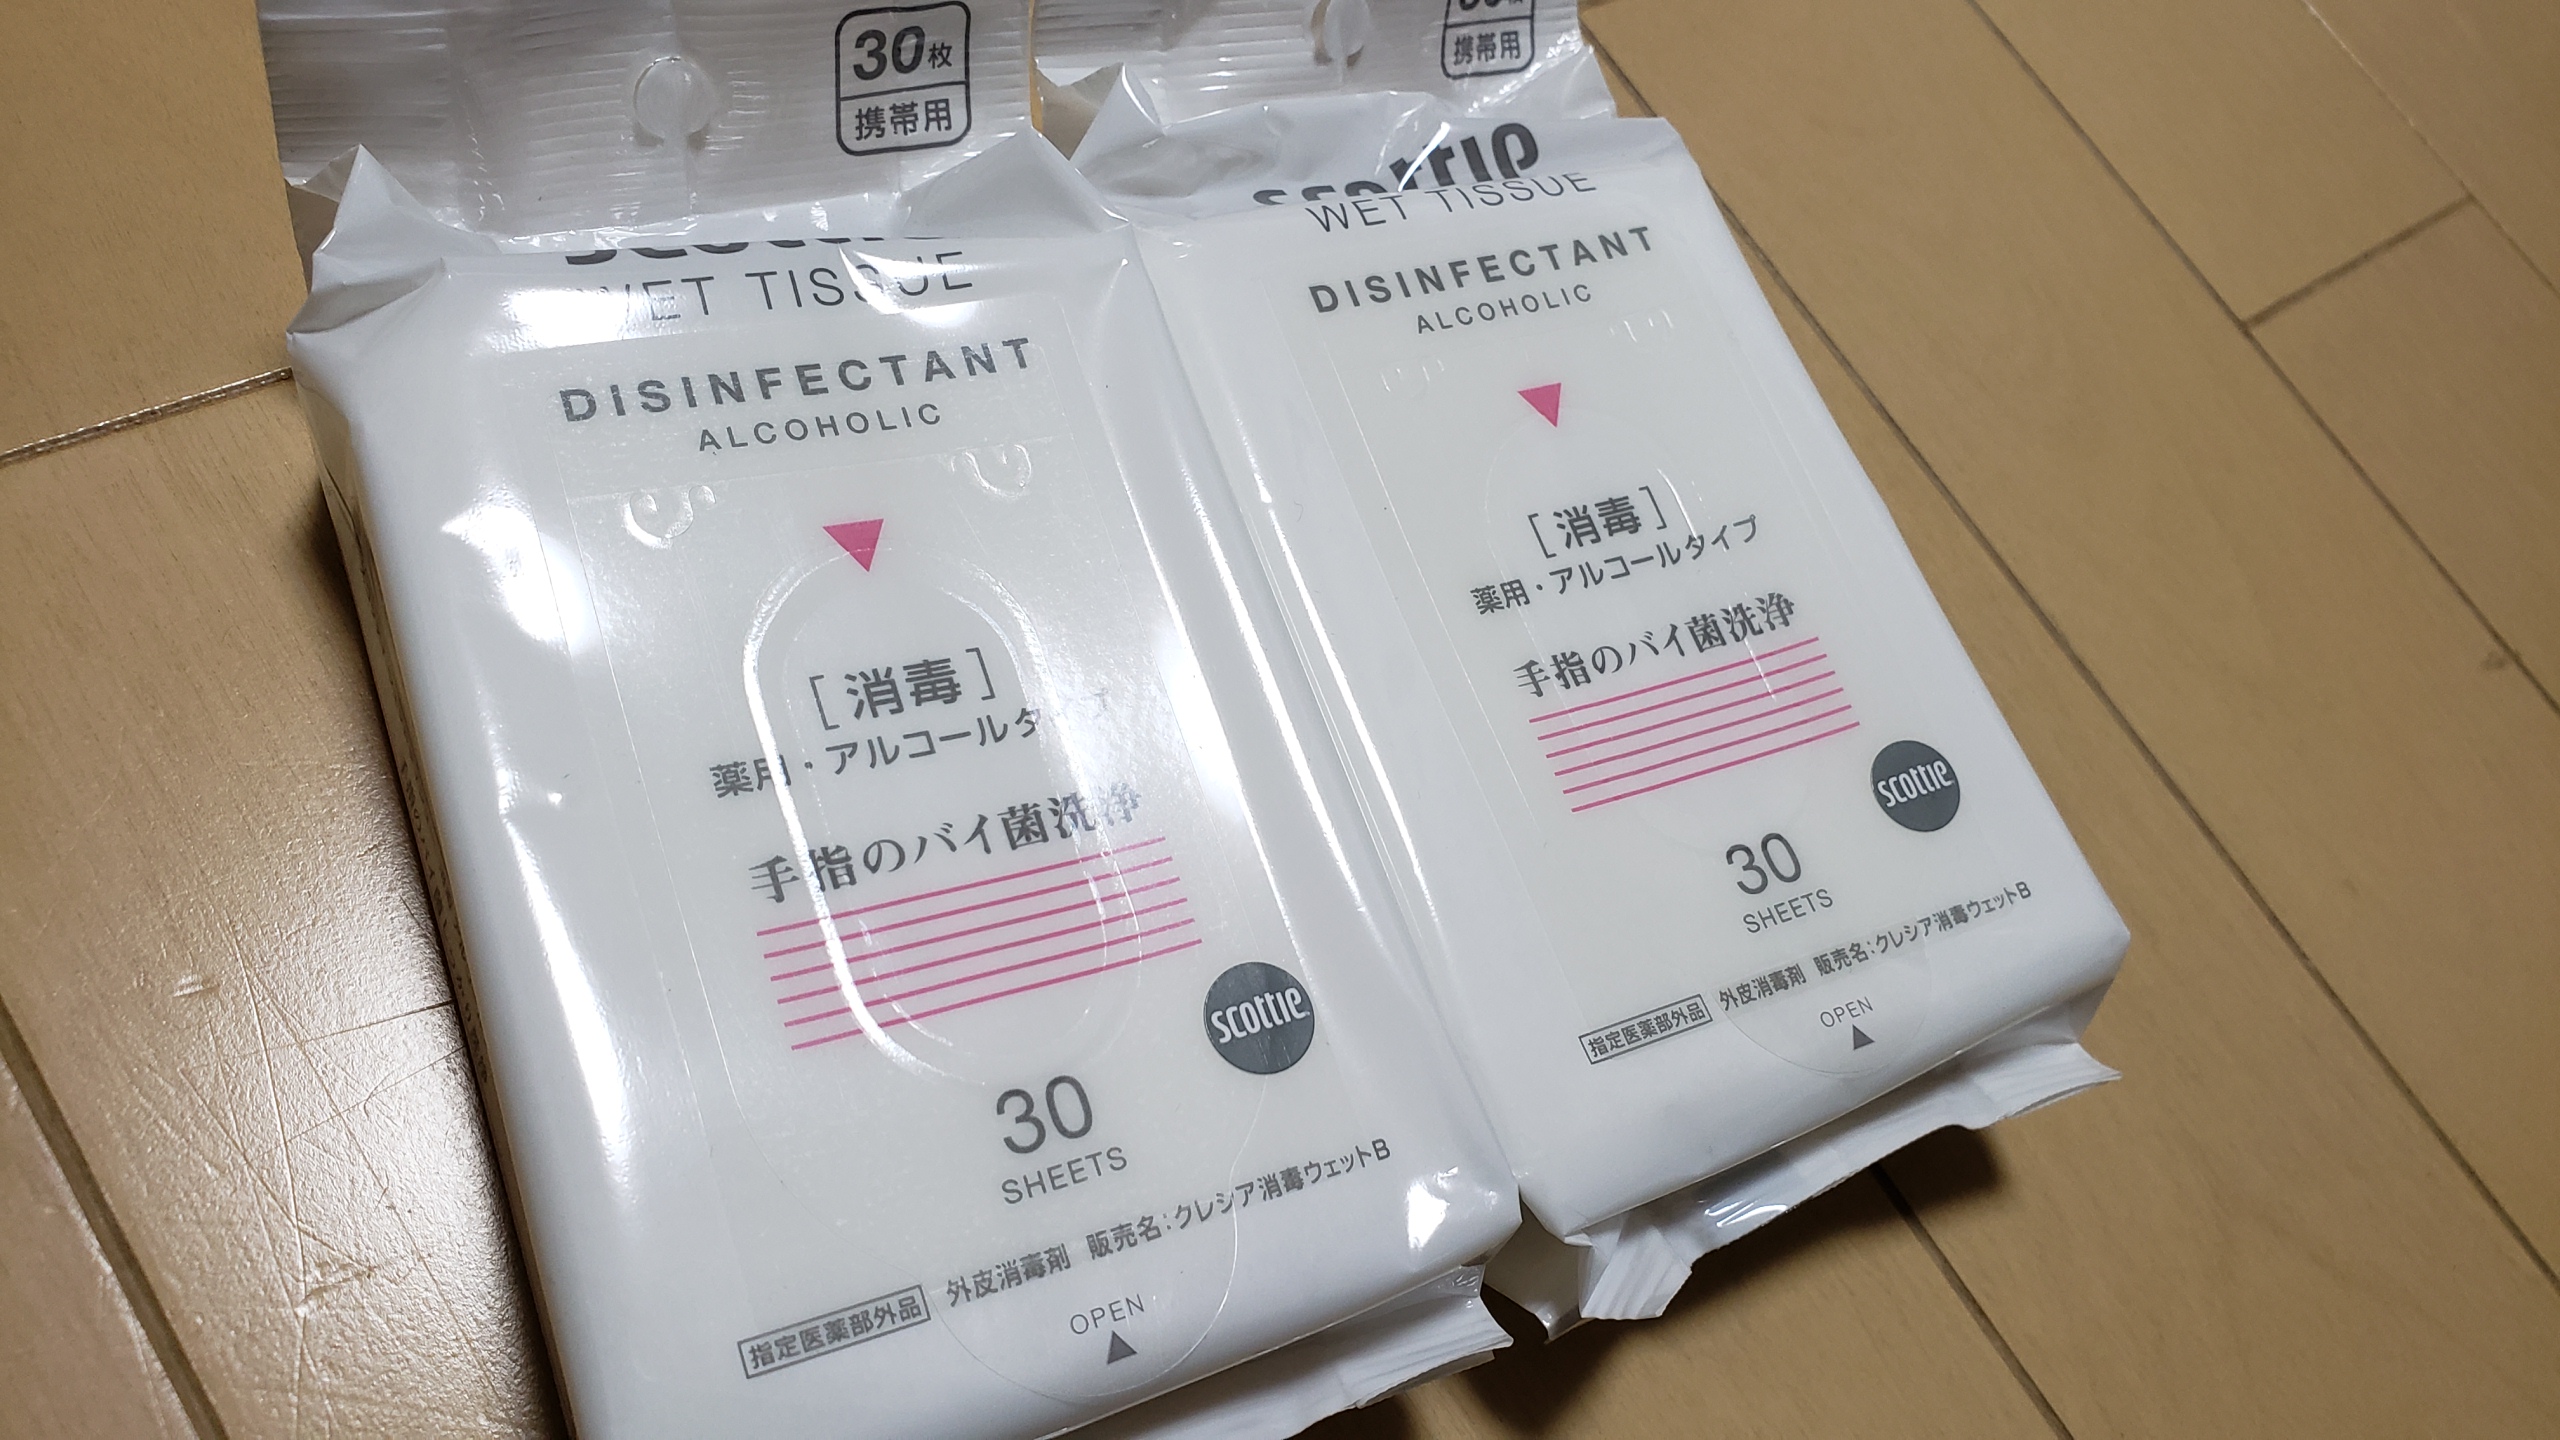 30枚
携帯用
WET TISSUE
DISINFECTANT
ALCOHOLIC
[消毒]
薬用・アルコールタイプ
手指のバイ菌洗浄
scottie
30
SHEETS
指定医薬部外品 外皮消毒剤 販売名:クレシア消毒ウェットB
OPEN
携帯用
scottie
WET TISSUE
DISINFECTANT
ALCOHOLIC
[消毒]
薬用・アルコールタイプ
手指のバイ菌洗浄
scottie
30
SHEETS
指定医薬部外品 外皮消毒剤 販売名:クレシア消毒ウェットB
OPEN